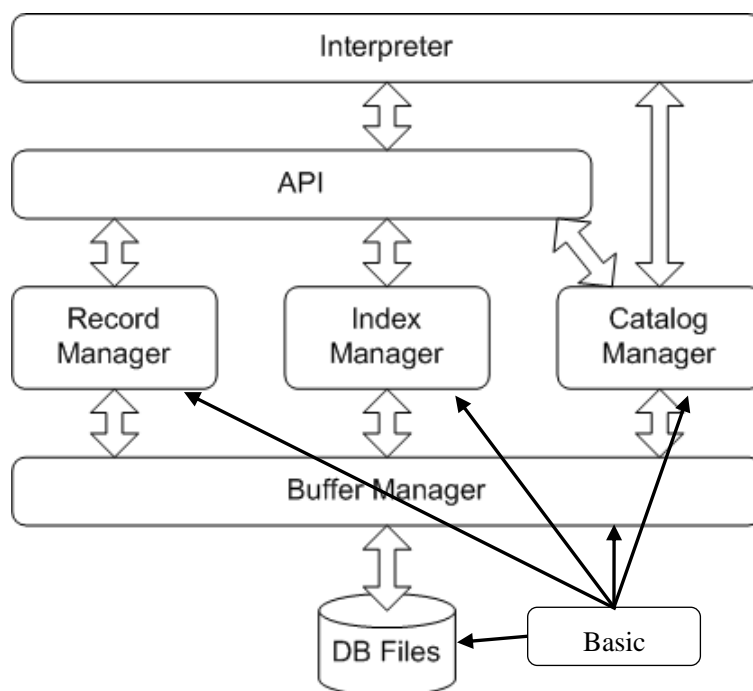 Interpreter
API
Record
Manager
Index
Manager
Catalog
Manager
Buffer Manager
DB Files
Basic